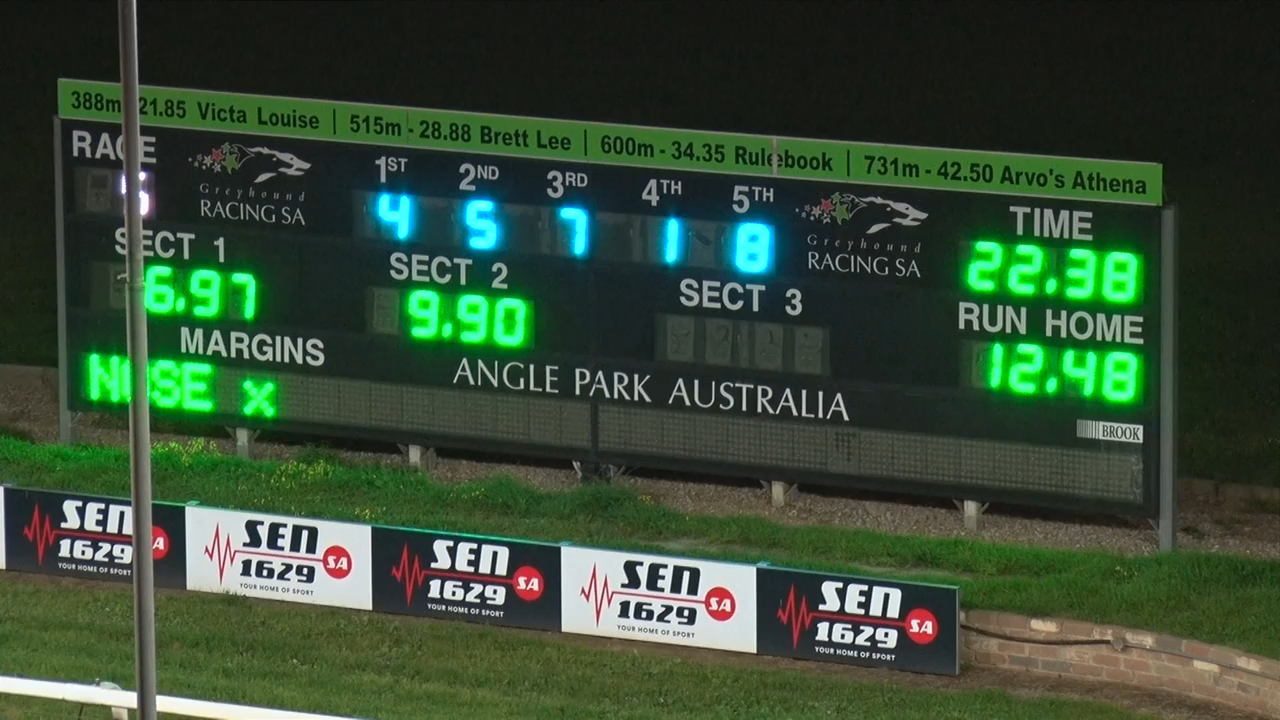 388m 21.85 Victa Louise | 515m - 28.88 Brett Lee | 600m - 34.35 Rulebook | 731m - 42.50 Arvo's Athena
RACE
Greyhound
RACING SA
1ST 2ND 3RD 4TH 5TH
4 5 7 1 8
Greyhound
RACING SA
TIME
22.38
SECT 1
6.97
SECT 2
9.90
SECT 3
RUN HOME
12.48
MARGINS
NOSE x
ANGLE PARK AUSTRALIA
BROOK
SEN
1629 SA
SEN
1629 SA
YOUR HOME OF SPORT
SEN
1629 SA
YOUR HOME OF SPORT
SEN
1629 SA
YOUR HOME OF SPORT
SEN
1629 SA
YOUR HOME OF SPORT